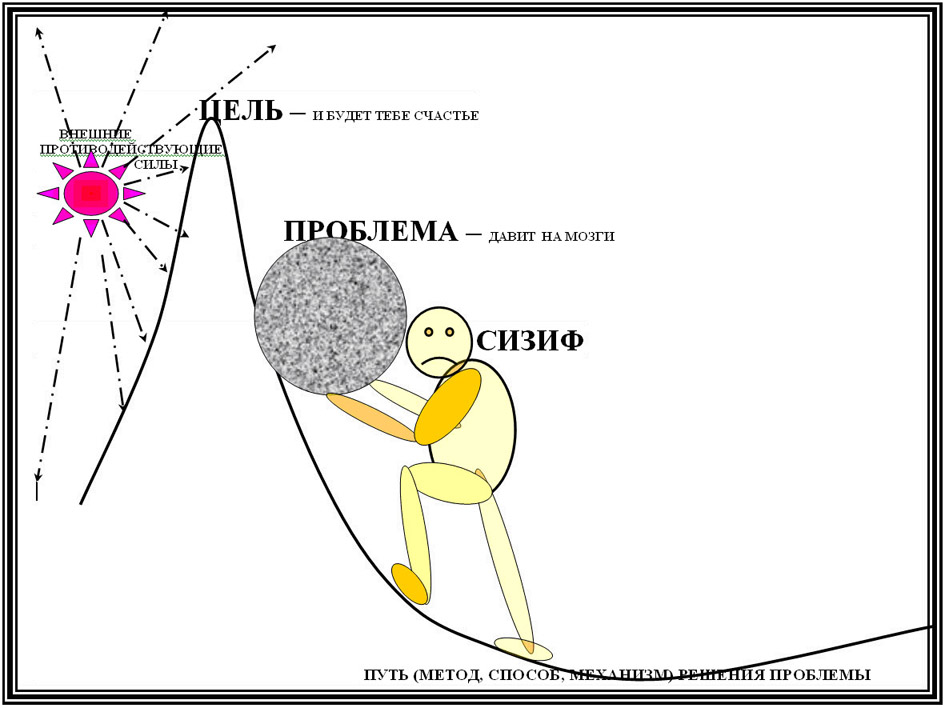 ЦЕЛЬ – И БУДЕТ ТЕБЕ СЧАСТЬЕ
ВНЕШНИЕ
ПРОТИВОДЕЙСТВУЮЩИЕ
СИЛЫ
ПРОБЛЕМА – ДАВИТ НА МОЗГИ
СИЗИФ
ПУТЬ (МЕТОД, СПОСОБ, МЕХАНИЗМ) РЕШЕНИЯ ПРОБЛЕМЫ